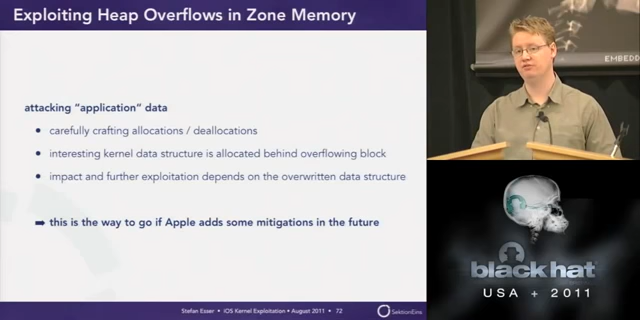 Exploiting Heap Overflows in Zone Memory
attacking "application" data
• carefully crafting allocations / deallocations
• interesting kernel data structure is allocated behind overflowing block
• impact and further exploitation depends on the overwritten data structure
➡ this is the way to go if Apple adds some mitigations in the future
Stefan Esser • iOS Kernel Exploitation • August 2011 • 72
SektionEins
EMBEDD
black hat
USA + 2011